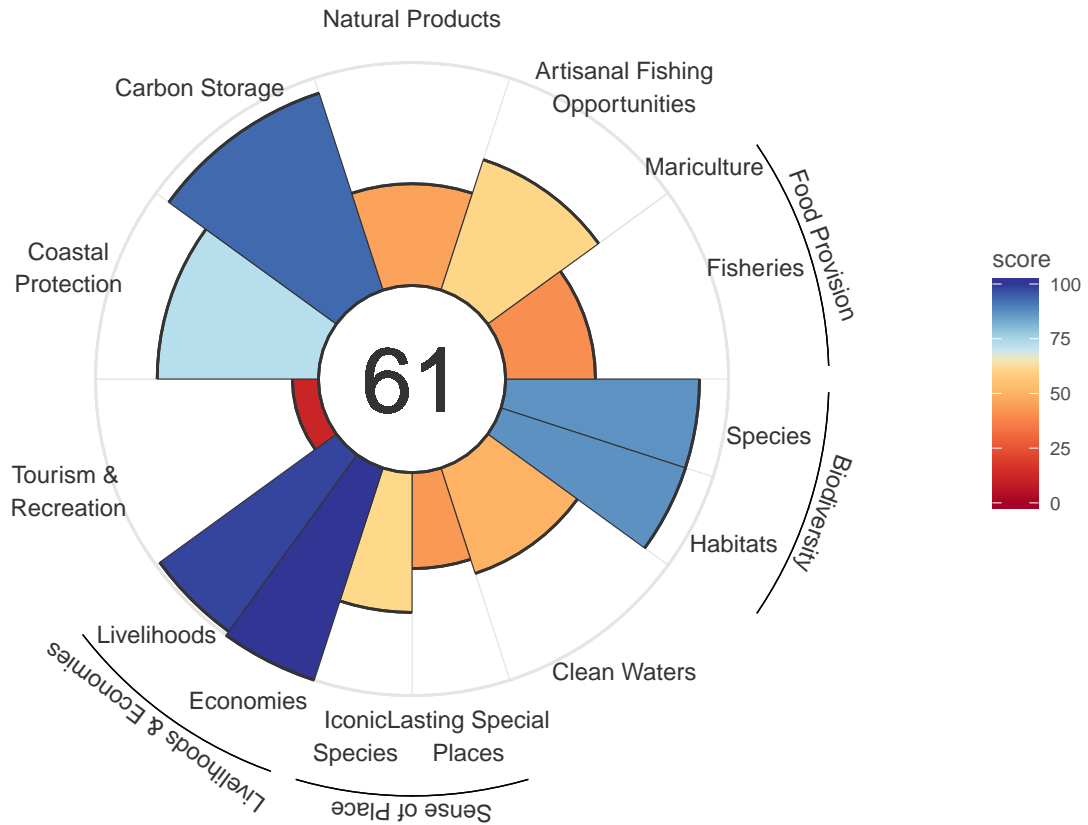 Natural Products
Carbon Storage
Artisanal Fishing
Opportunities
Mariculture
Food Provision
Fisheries
Coastal
Protection
score
100
75
50
25
0
61
Species
Biodiversity
Habitats
Tourism &
Recreation
Livelihoods
Livelihoods & Economies
Economies
Iconic
Species
Lasting Special
Places
Clean Waters
Sense of Place